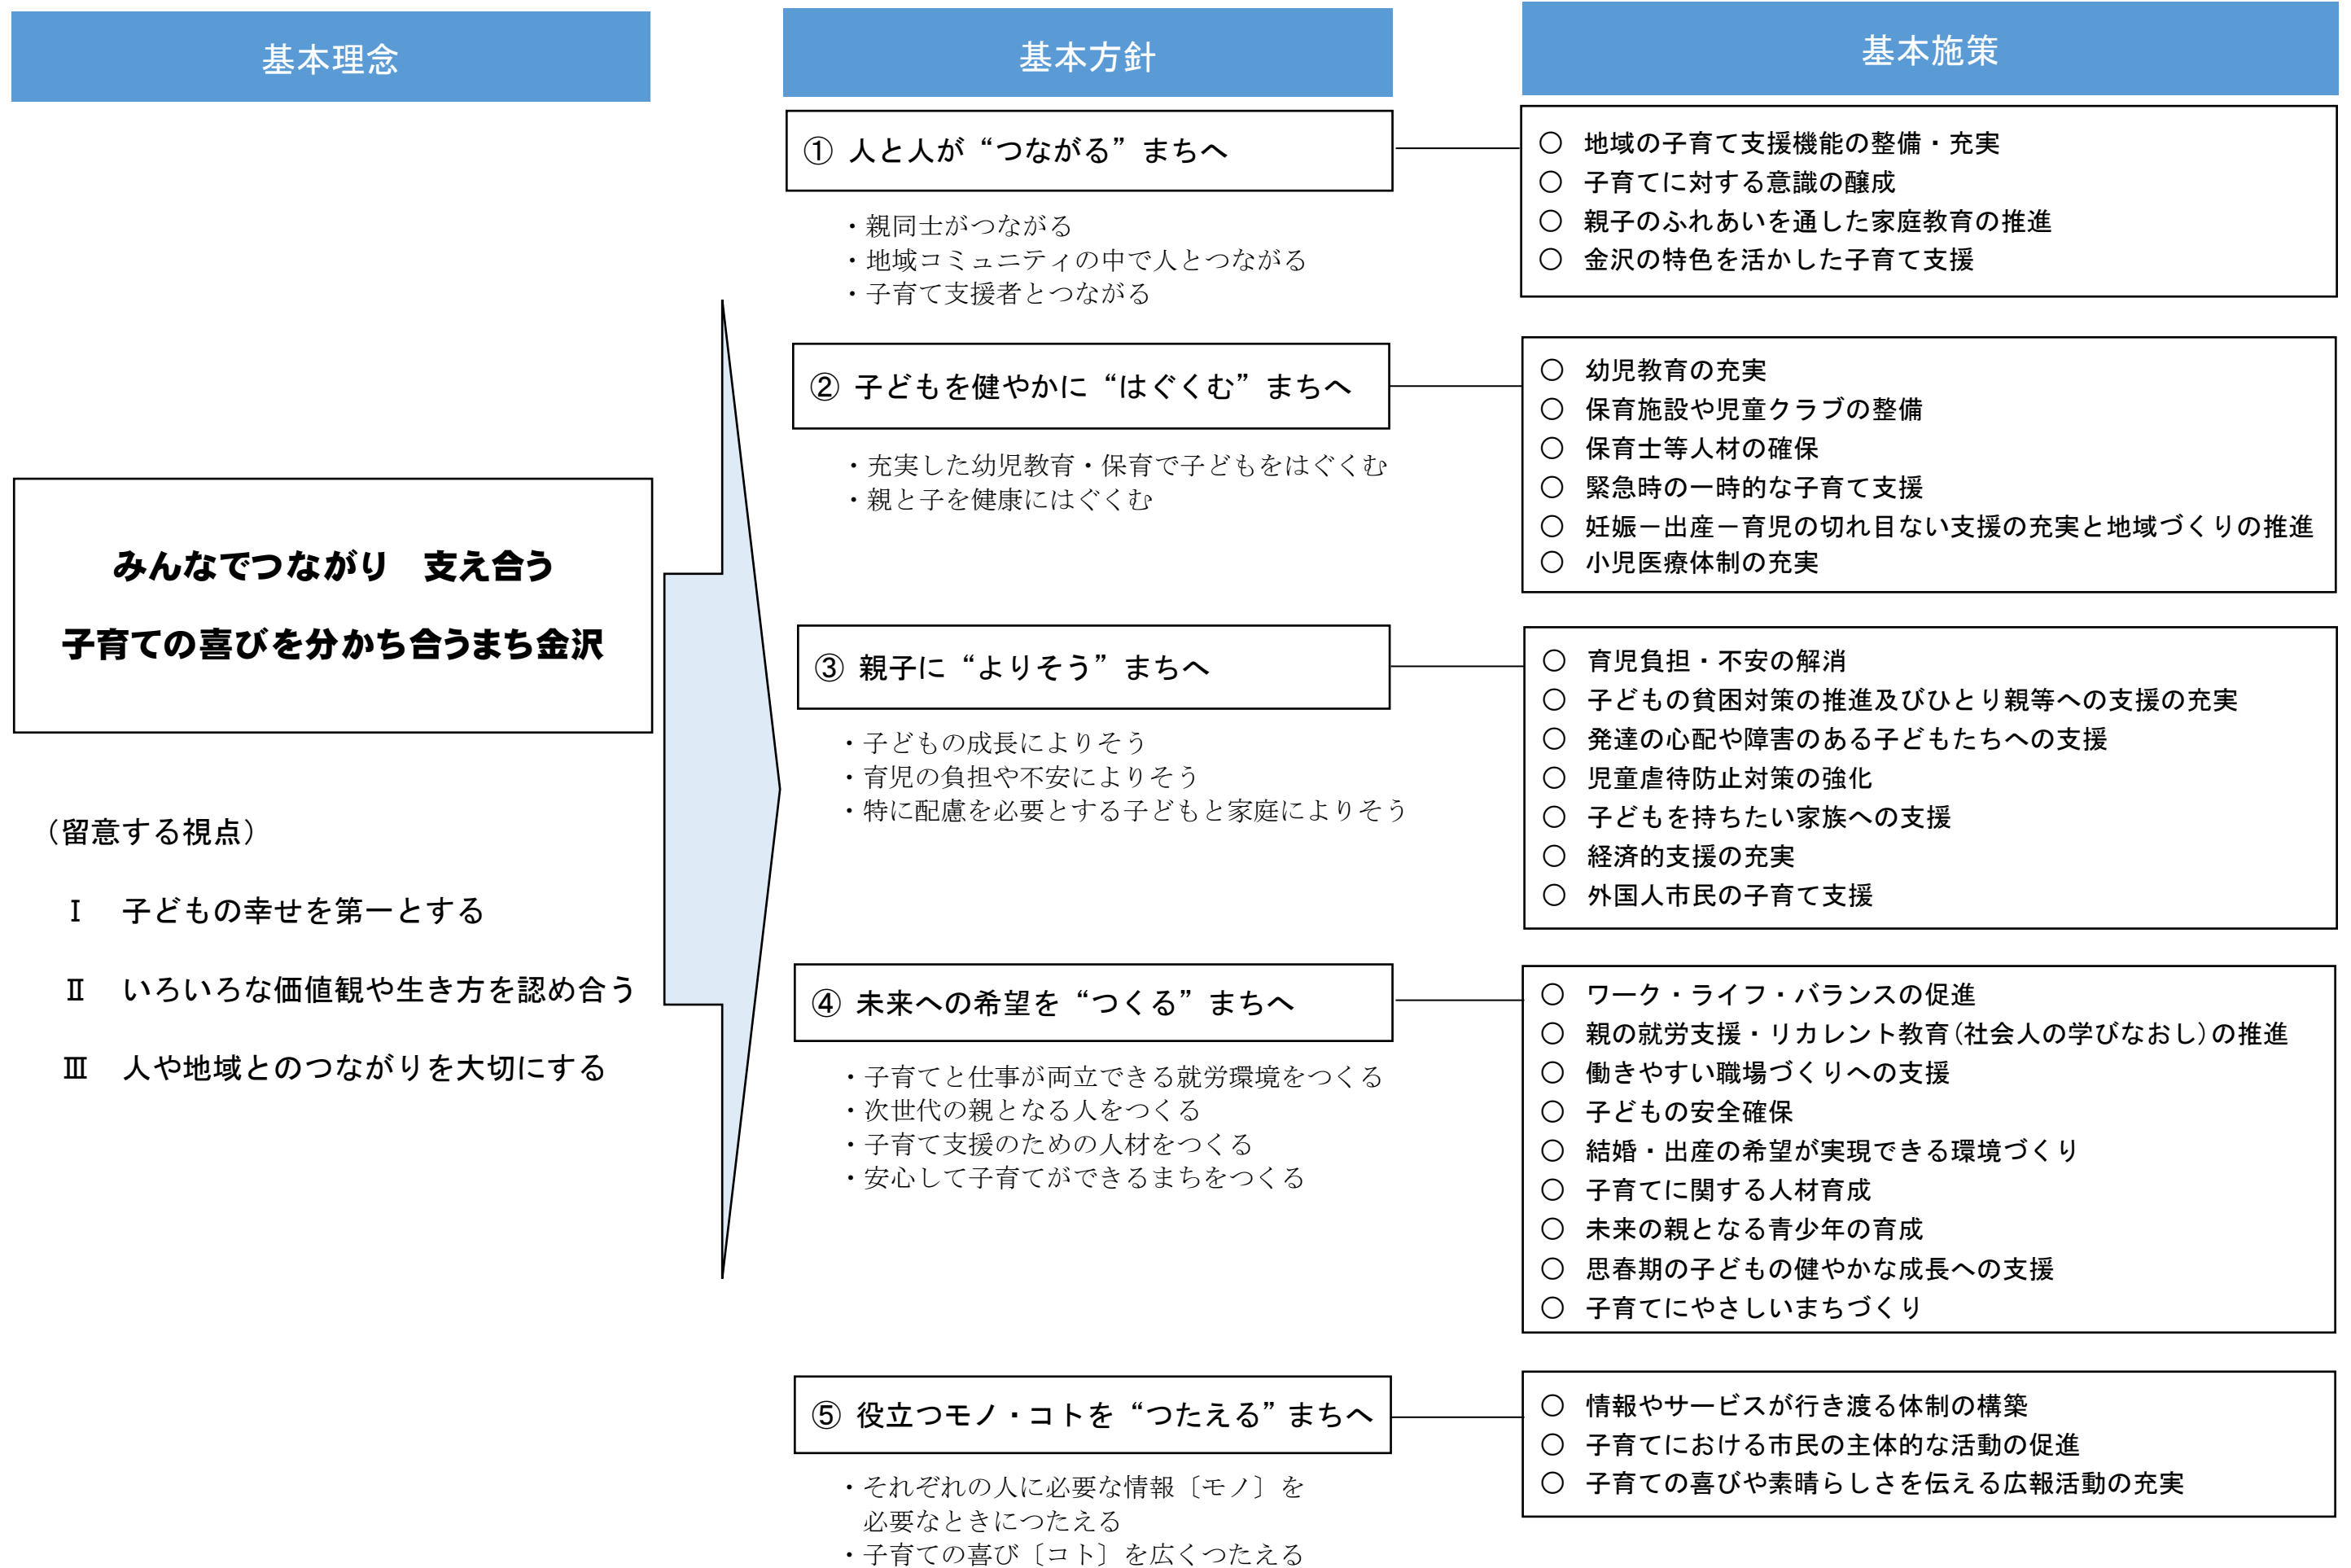 基本理念
みんなでつながり　支え合う
子育ての喜びを分かち合うまち金沢
（留意する視点）
Ⅰ　子どもの幸せを第一とする
Ⅱ　いろいろな価値観や生き方を認め合う
Ⅲ　人や地域とのつながりを大切にする
基本方針
基本施策
① 人と人が“つながる”まちへ
・親同士がつながる
・地域コミュニティの中で人とつながる
・子育て支援者とつながる
○　地域の子育て支援機能の整備・充実
○　子育てに対する意識の醸成
○　親子のふれあいを通した家庭教育の推進
○　金沢の特色を活かした子育て支援
② 子どもを健やかに“はぐくむ”まちへ
・充実した幼児教育・保育で子どもをはぐくむ
・親と子を健康にはぐくむ
○　幼児教育の充実
○　保育施設や児童クラブの整備
○　保育士等人材の確保
○　緊急時の一時的な子育て支援
○　妊娠－出産－育児の切れ目ない支援の充実と地域づくりの推進
○　小児医療体制の充実
③ 親子に“よりそう”まちへ
・子どもの成長によりそう
・育児の負担や不安によりそう
・特に配慮を必要とする子どもと家庭によりそう
○　育児負担・不安の解消
○　子どもの貧困対策の推進及びひとり親等への支援の充実
○　発達の心配や障害のある子どもたちへの支援
○　児童虐待防止対策の強化
○　子どもを持ちたい家族への支援
○　経済的支援の充実
○　外国人市民の子育て支援
④ 未来への希望を“つくる”まちへ
・子育てと仕事が両立できる就労環境をつくる
・次世代の親となる人をつくる
・子育て支援のための人材をつくる
・安心して子育てができるまちをつくる
○　ワーク・ライフ・バランスの促進
○　親の就労支援・リカレント教育（社会人の学びなおし）の推進
○　働きやすい職場づくりへの支援
○　子どもの安全確保
○　結婚・出産の希望が実現できる環境づくり
○　子育てに関する人材育成
○　未来の親となる青少年の育成
○　思春期の子どもの健やかな成長への支援
○　子育てにやさしいまちづくり
⑤ 役立つモノ・コトを“つたえる”まちへ
・それぞれの人に必要な情報〔モノ〕を
必要なときにつたえる
・子育ての喜び〔コト〕を広くつたえる
○　情報やサービスが行き渡る体制の構築
○　子育てにおける市民の主体的な活動の促進
○　子育ての喜びや素晴らしさを伝える広報活動の充実